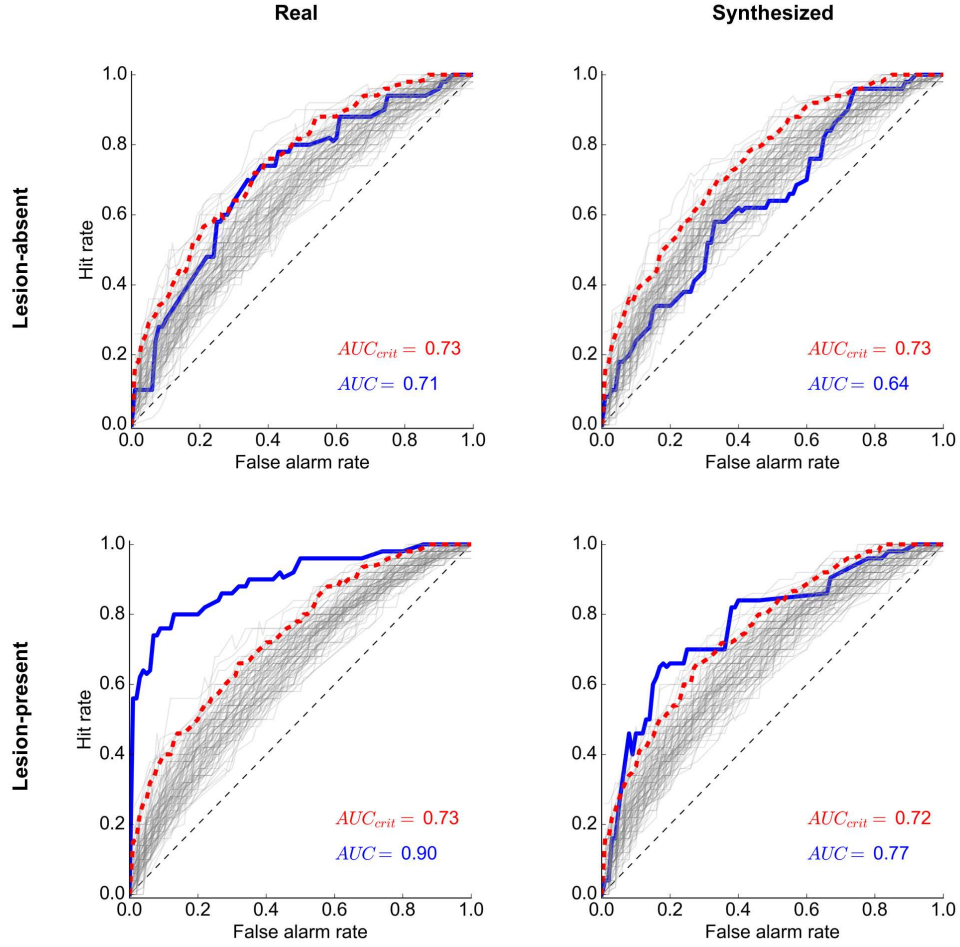 Real
Synthesized
Lesion-absent
Hit rate
1.0
0.8
0.6
0.4
0.2
0.0
AUC_crit = 0.73
AUC = 0.71
0.0 0.2 0.4 0.6 0.8 1.0
False alarm rate
1.0
0.8
0.6
0.4
0.2
0.0
AUC_crit = 0.73
AUC = 0.64
0.0 0.2 0.4 0.6 0.8 1.0
False alarm rate
Lesion-present
Hit rate
1.0
0.8
0.6
0.4
0.2
0.0
AUC_crit = 0.73
AUC = 0.90
0.0 0.2 0.4 0.6 0.8 1.0
False alarm rate
1.0
0.8
0.6
0.4
0.2
0.0
AUC_crit = 0.72
AUC = 0.77
0.0 0.2 0.4 0.6 0.8 1.0
False alarm rate